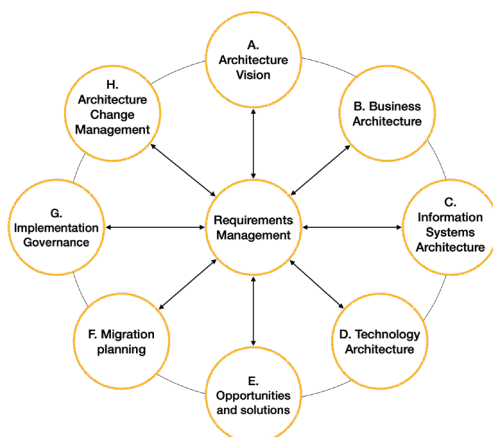 A.
Architecture
Vision
H.
Architecture
Change
Management
B. Business
Architecture
G.
Implementation
Governance
Requirements
Management
C.
Information
Systems
Architecture
F. Migration
planning
D. Technology
Architecture
E.
Opportunities
and solutions